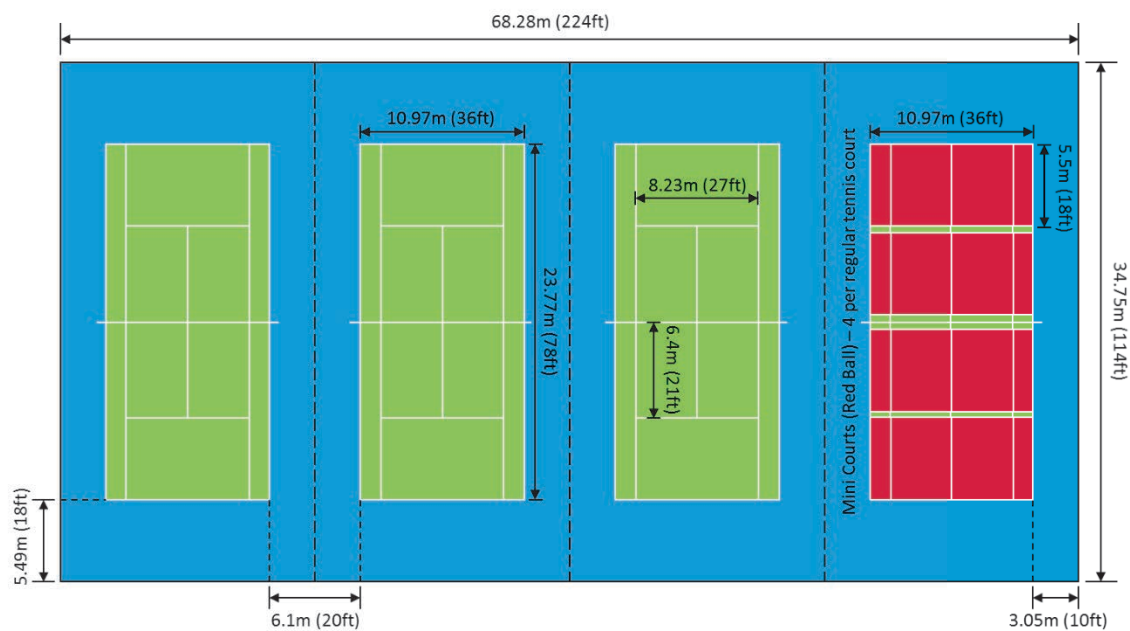 68.28m (224ft)
10.97m (36ft)
10.97m (36ft)
8.23m (27ft)
5.5m (18ft)
23.77m (78ft)
6.4m (21ft)
Mini Courts (Red Ball) – 4 per regular tennis court
34.75m (114ft)
5.49m (18ft)
6.1m (20ft)
3.05m (10ft)